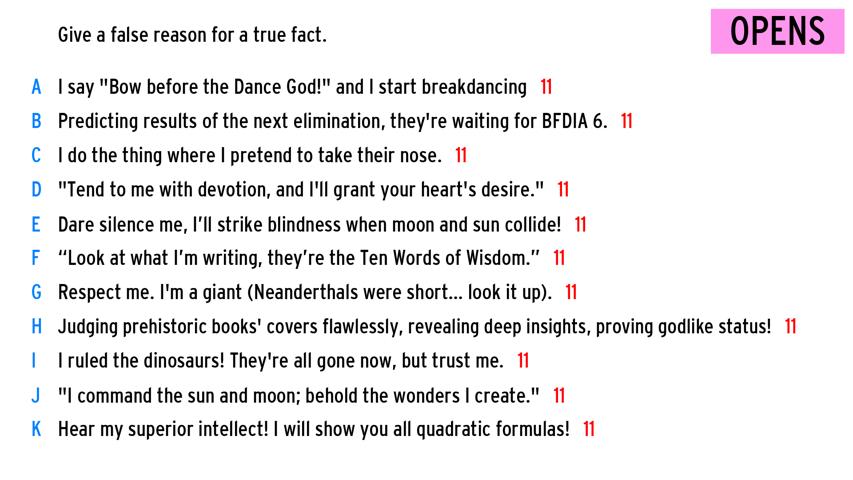 Give a false reason for a true fact.
OPENS
A I say "Bow before the Dance God!" and I start breakdancing 11
B Predicting results of the next elimination, they're waiting for BFDIA 6. 11
C I do the thing where I pretend to take their nose. 11
D "Tend to me with devotion, and I'll grant your heart's desire." 11
E Dare silence me, I’ll strike blindness when moon and sun collide! 11
F “Look at what I’m writing, they’re the Ten Words of Wisdom.” 11
G Respect me. I'm a giant (Neanderthals were short... look it up). 11
H Judging prehistoric books' covers flawlessly, revealing deep insights, proving godlike status! 11
I I ruled the dinosaurs! They're all gone now, but trust me. 11
J "I command the sun and moon; behold the wonders I create." 11
K Hear my superior intellect! I will show you all quadratic formulas! 11